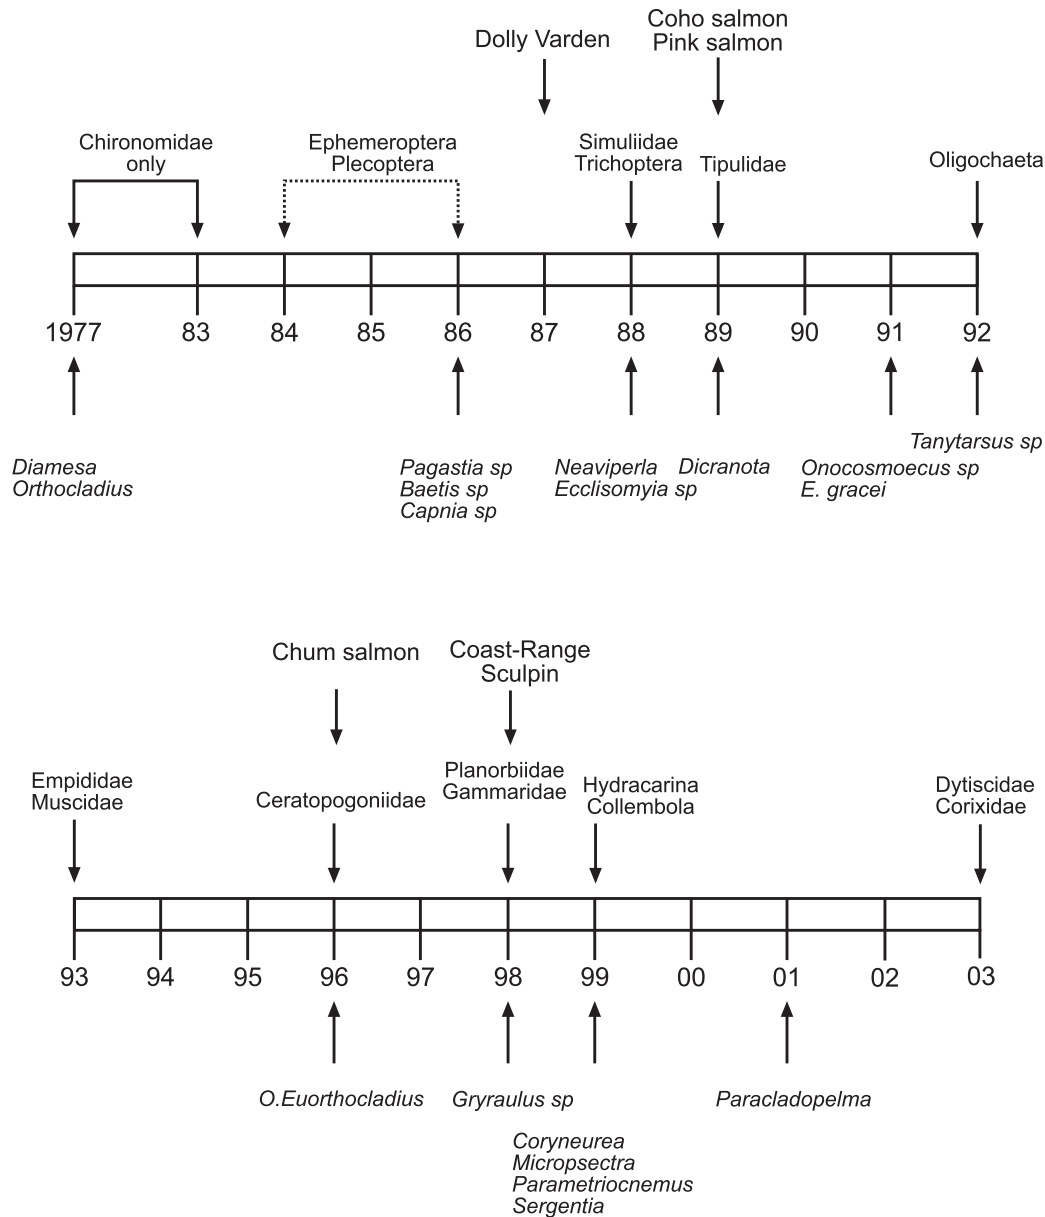 Coho salmon
Dolly Varden
Pink salmon
Chironomidae
only
Ephemeroptera
Plecoptera
Simuliidae
Trichoptera
Tipulidae
Oligochaeta
1977 83 84 85 86 87 88 89 90 91 92
Tanytarsus sp
Diamesa
Orthocladius
Pagastia sp
Baetis sp
Capnia sp
Neaviperla
Ecclisomyia sp
Dicranota
Onocosmoecus sp
E. gracei
Chum salmon
Coast-Range
Sculpin
Empididae
Muscidae
Ceratopogoniidae
Planorbiidae
Gammaridae
Hydracarina
Collembola
Dytiscidae
Corixidae
93 94 95 96 97 98 99 00 01 02 03
O.Euorthocladius
Gryraulus sp
Paracladopelma
Coryneurea
Micropsectra
Parametriocnemus
Sergentia